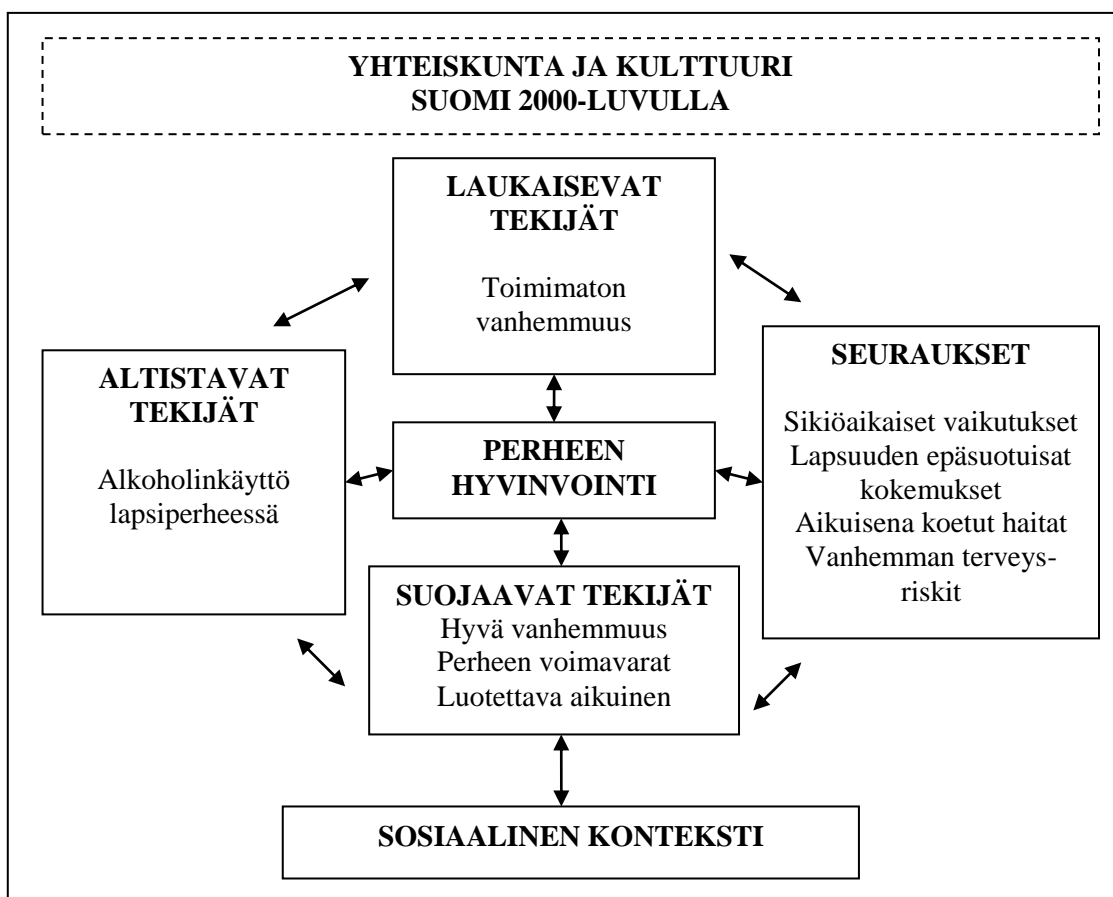 YHTEISKUNTA JA KULTTUURI
SUOMI 2000-LUVULLA
LAUKAISEVAT
TEKIJÄT
Toimimaton
vanhemmuus
ALTISTAVAT
TEKIJÄT
Alkoholinkäyttö
lapsiperheessä
PERHEEN
HYVINVOINTI
SEURAUKSET
Sikiöaikaiset vaikutukset
Lapsuuden epäsuotuisat
kokemukset
Aikuisena koetut haitat
Vanhemman terveys-
riskit
SUOJAAVAT TEKIJÄT
Hyvä vanhemmuus
Perheen voimavarat
Luotettava aikuinen
SOSIAALINEN KONTEKSTI